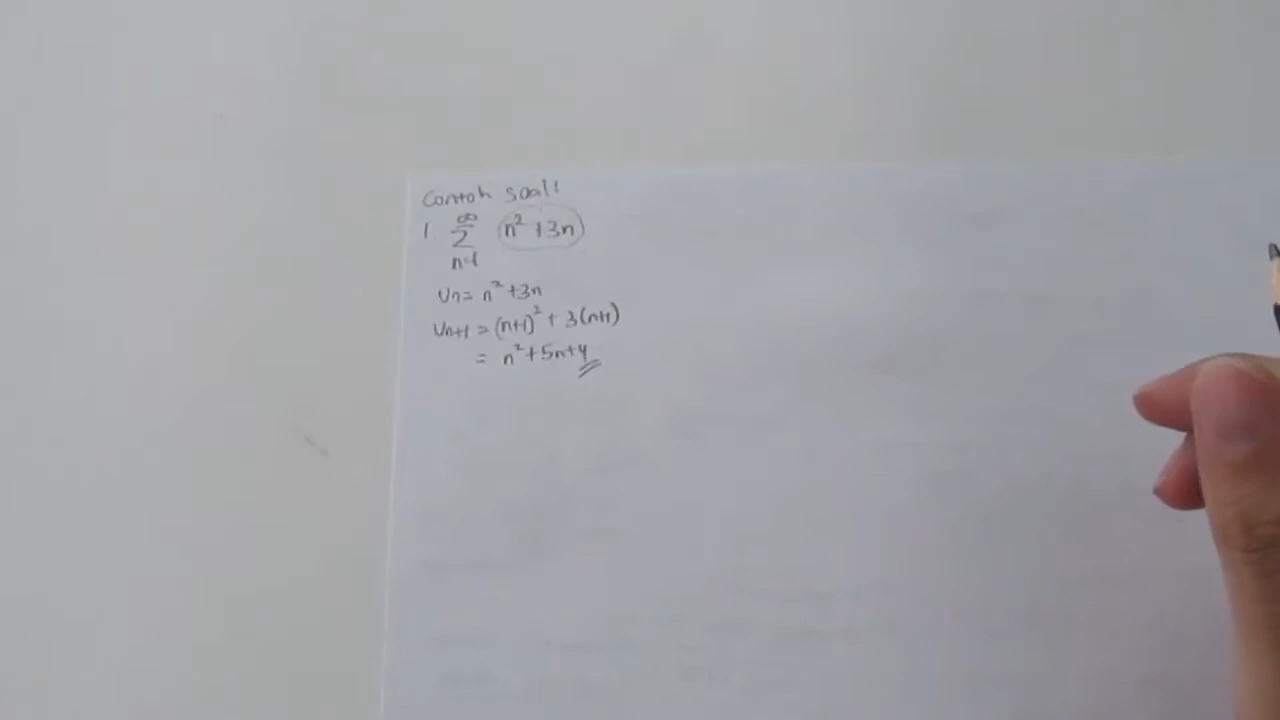 Contoh soal!
1. ∞
Σ n² + 3n
n=1
Un = n² + 3n
Un+1 = (n+1)² + 3(n+1)
= n² + 5n + 4